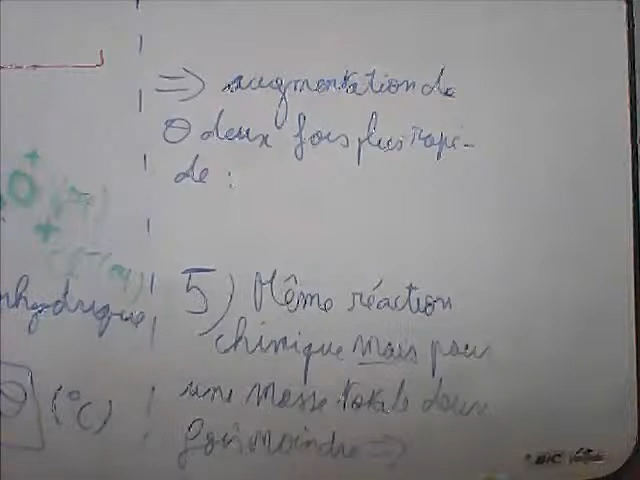 ⇒ augmentation de
θ deux fois plus rapi-
de :
5) Même réaction
chimique mais pour
une masse totale deux
fois moindre ⇒
nhydrique
θ (°C)
BIC